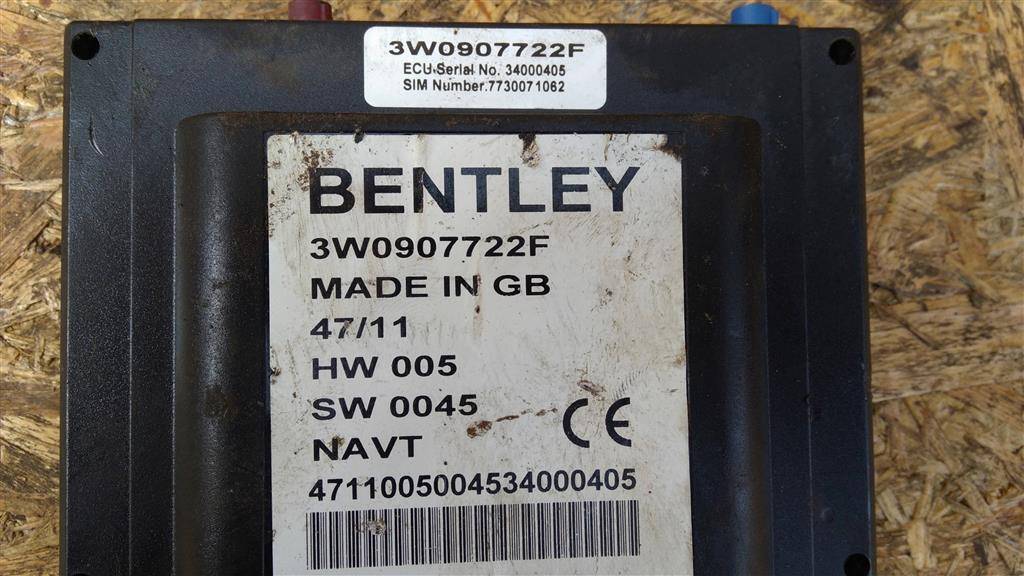 3W0907722F
ECU Serial No. 34000405
SIM Number.7730071062
BENTLEY
3W0907722F
MADE IN GB
47/11
HW 005
SW 0045
NAVT
CE
4711005004534000405